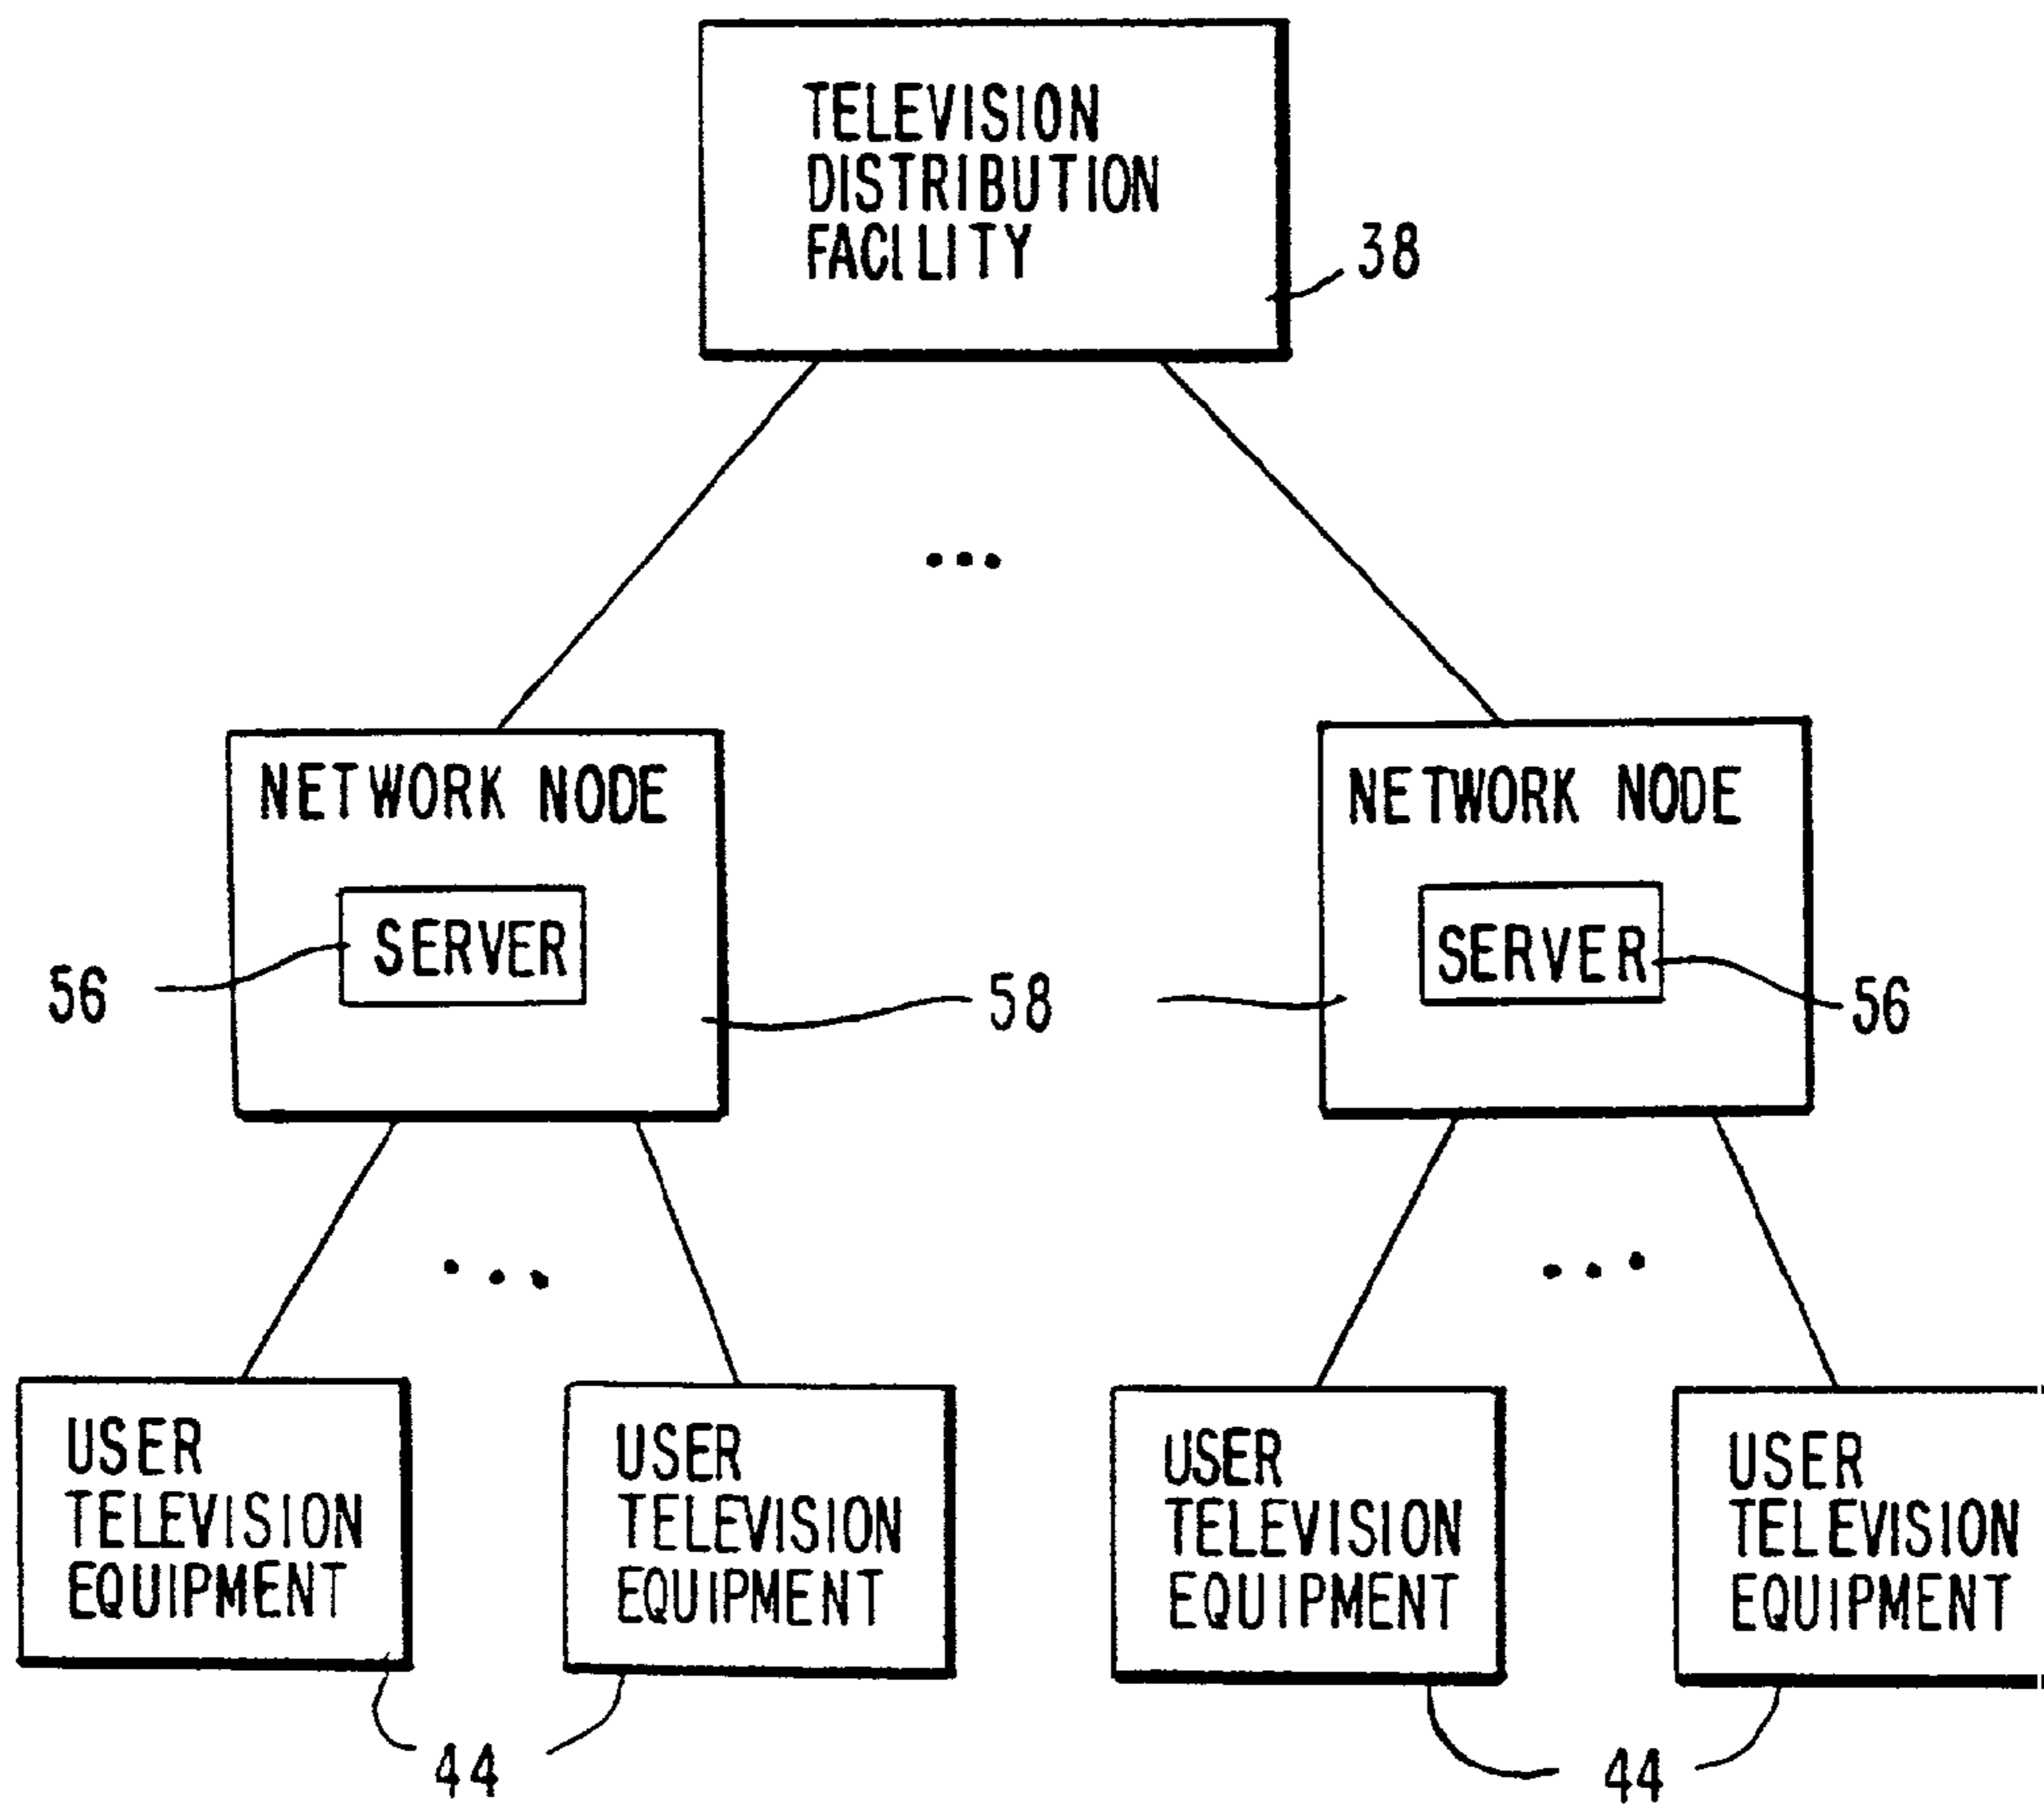 TELEVISION
DISTRIBUTION
FACILITY
38
NETWORK NODE
SERVER
56
58
NETWORK NODE
SERVER
56
USER
TELEVISION
EQUIPMENT
USER
TELEVISION
EQUIPMENT
44
USER
TELEVISION
EQUIPMENT
USER
TELEVISION
EQUIPMENT
44